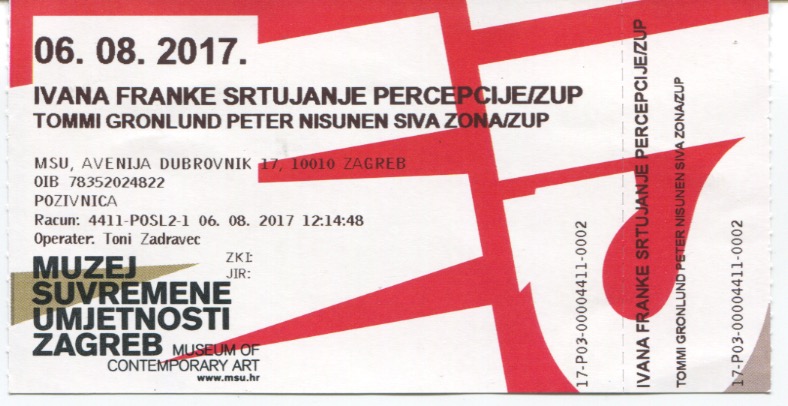 06. 08. 2017.
IVANA FRANKE SRTUJANJE PERCEPCIJE/ZUP
TOMMI GRONLUND PETER NISUNEN SIVA ZONA/ZUP
MSU, AVENIJA DUBROVNIK 17, 10010 ZAGREB
OIB 78352024822
POZIVNICA
Racun: 4411-POSL2-1 06. 08. 2017 12:14:48
Operater: Toni Zadravec
ZKI:
JIR:
MUZEJ
SUVREMENE
UMJETNOSTI
ZAGREB MUSEUM OF
CONTEMPORARY ART
www.msu.hr
17-P03-00004411-0002
IVANA FRANKE SRTUJANJE PERCEPCIJE/ZUP
TOMMI GRONLUND PETER NISUNEN SIVA ZONA/ZUP
17-P03-00004411-0002